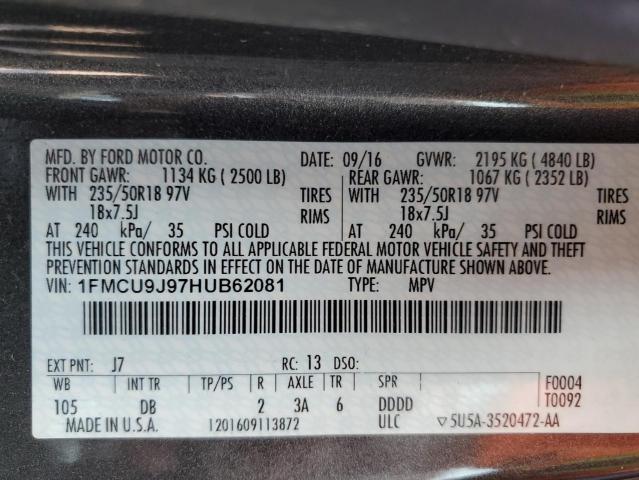 MFD. BY FORD MOTOR CO. DATE: 09/16 GVWR: 2195 KG ( 4840 LB)
FRONT GAWR: 1134 KG ( 2500 LB) REAR GAWR: 1067 KG ( 2352 LB)
WITH 235/50R18 97V TIRES WITH 235/50R18 97V TIRES
18x7.5J RIMS 18x7.5J RIMS
AT 240 kPa/ 35 PSI COLD AT 240 kPa/ 35 PSI COLD
THIS VEHICLE CONFORMS TO ALL APPLICABLE FEDERAL MOTOR VEHICLE SAFETY AND THEFT
PREVENTION STANDARDS IN EFFECT ON THE DATE OF MANUFACTURE SHOWN ABOVE.
VIN: 1FMCU9J97HUB62081 TYPE: MPV
EXT PNT: J7 RC: 13 DSO:
WB INT TR TP/PS R AXLE TR SPR F0004
105 DB 2 3A 6 DDDD T0092
MADE IN U.S.A. 1201609113872 ULC ▽5U5A-3520472-AA